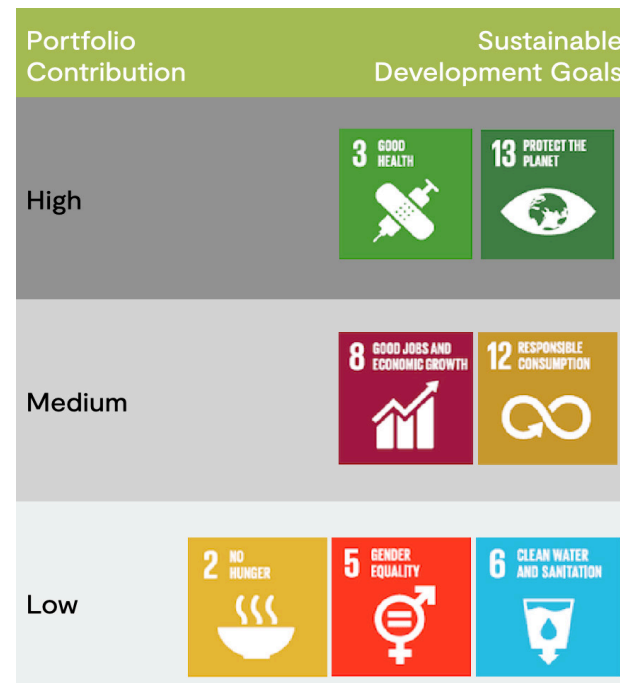 Portfolio
Contribution
Sustainable
Development Goals
High
3 GOOD
HEALTH
13 PROTECT THE
PLANET
Medium
8 GOOD JOBS AND
ECONOMIC GROWTH
12 RESPONSIBLE
CONSUMPTION
Low
2 NO
HUNGER
5 GENDER
EQUALITY
6 CLEAN WATER
AND SANITATION